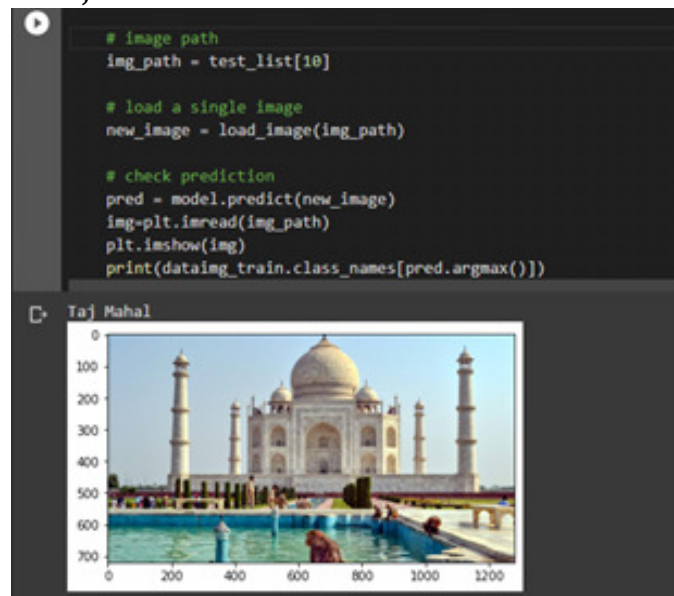 # image path
img_path = test_list[10]
# load a single image
new_image = load_image(img_path)
# check prediction
pred = model.predict(new_image)
img=plt.imread(img_path)
plt.imshow(img)
print(dataimg_train.class_names[pred.argmax()])
Taj Mahal
0
100
200
300
400
500
600
700
0 200 400 600 800 1000 1200